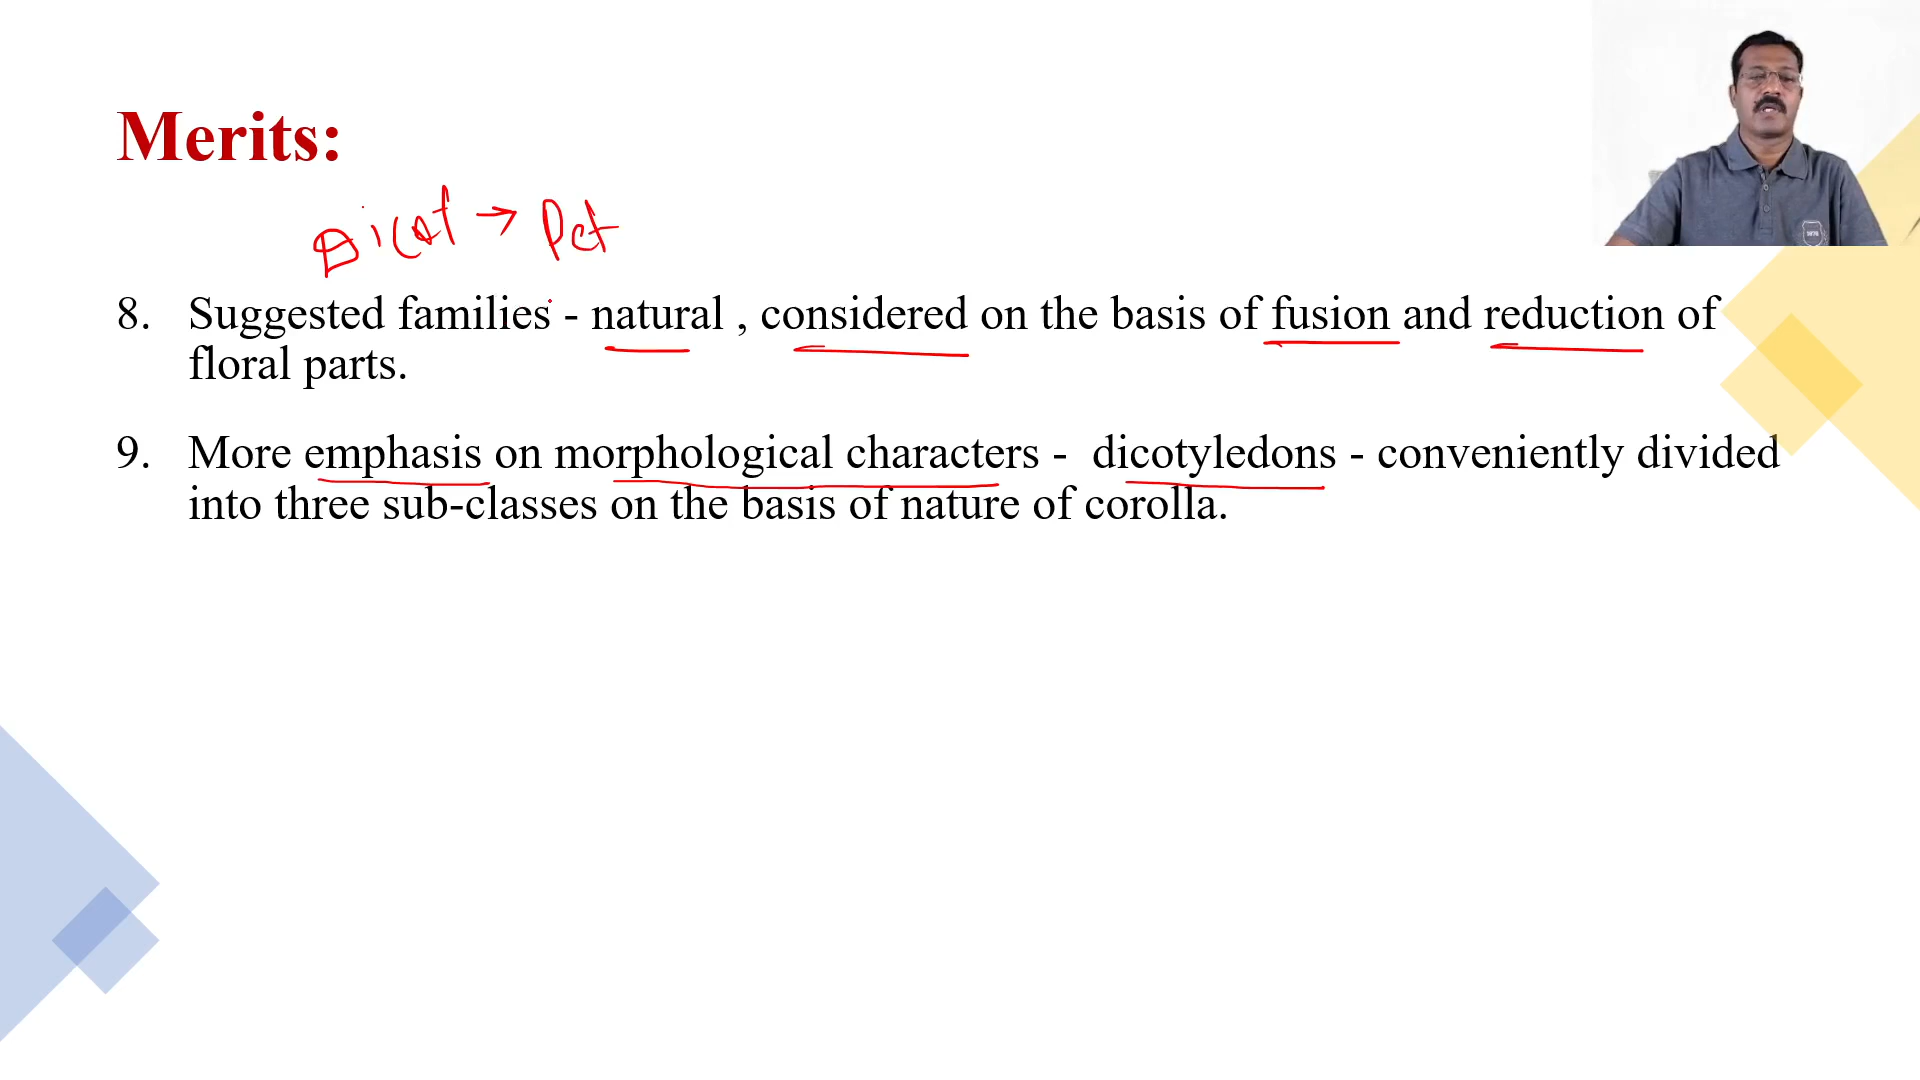 Merits:
Dicot → Pet
8. Suggested families - natural , considered on the basis of fusion and reduction of
floral parts.
9. More emphasis on morphological characters - dicotyledons - conveniently divided
into three sub-classes on the basis of nature of corolla.